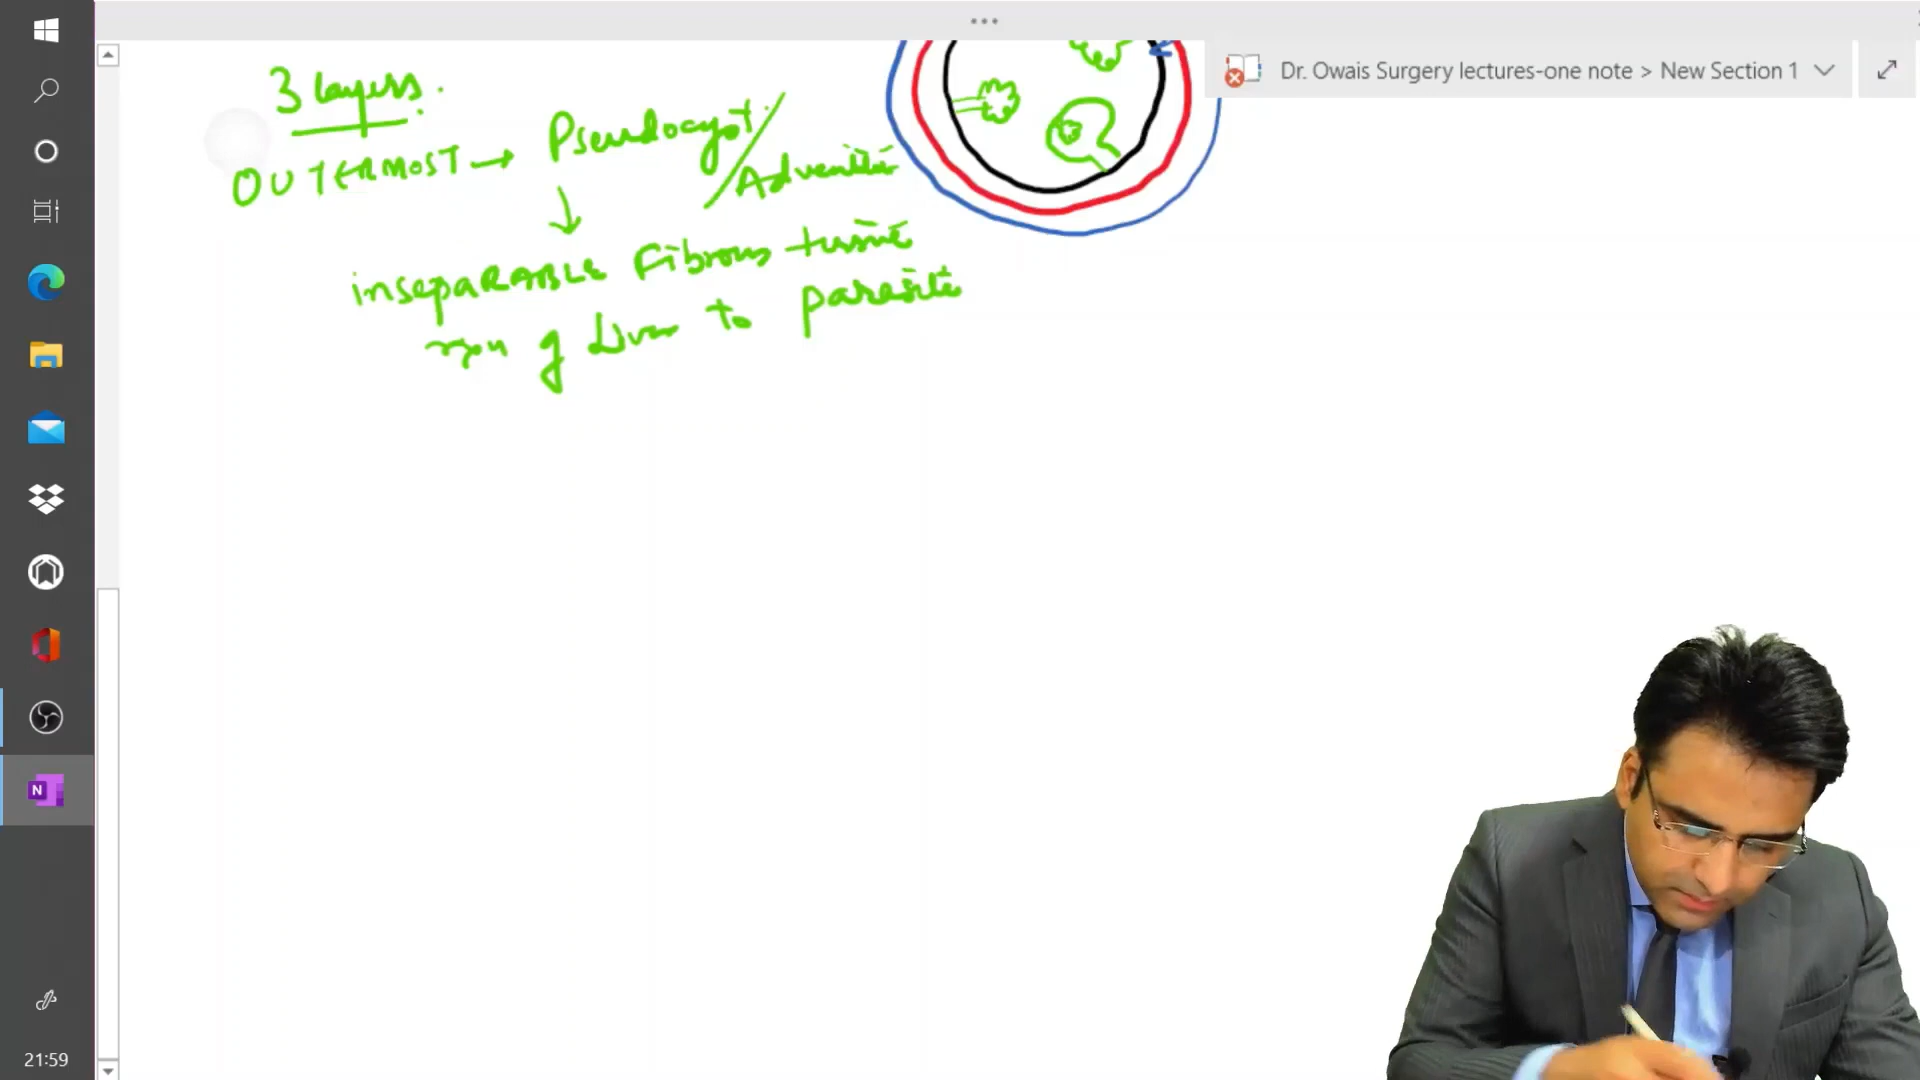 Dr. Owais Surgery lectures-one note > New Section 1
3 layers.
OUTERMOST → Pseudocyst/
Adventitia
↓
inseparable fibrous tissue
rxn of Liver to parasite
N
21:59